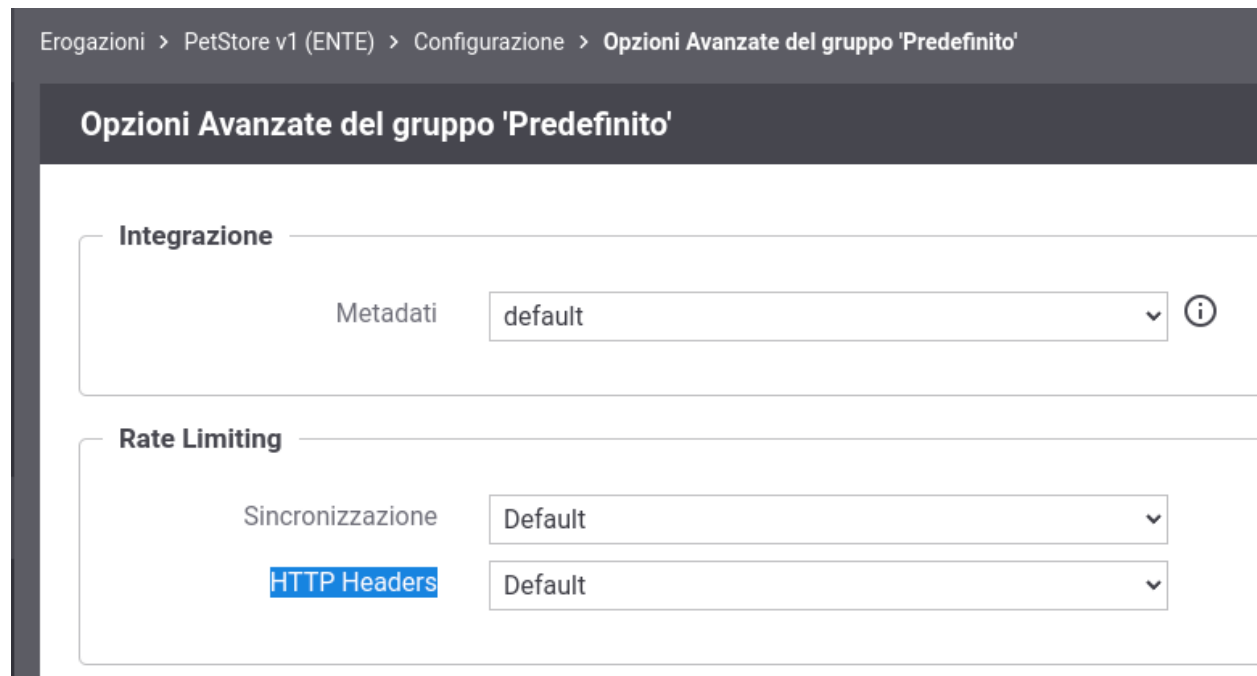 Erogazioni > PetStore v1 (ENTE) > Configurazione > Opzioni Avanzate del gruppo 'Predefinito'
Opzioni Avanzate del gruppo 'Predefinito'
Integrazione
Metadati default
Rate Limiting
Sincronizzazione Default
HTTP Headers Default